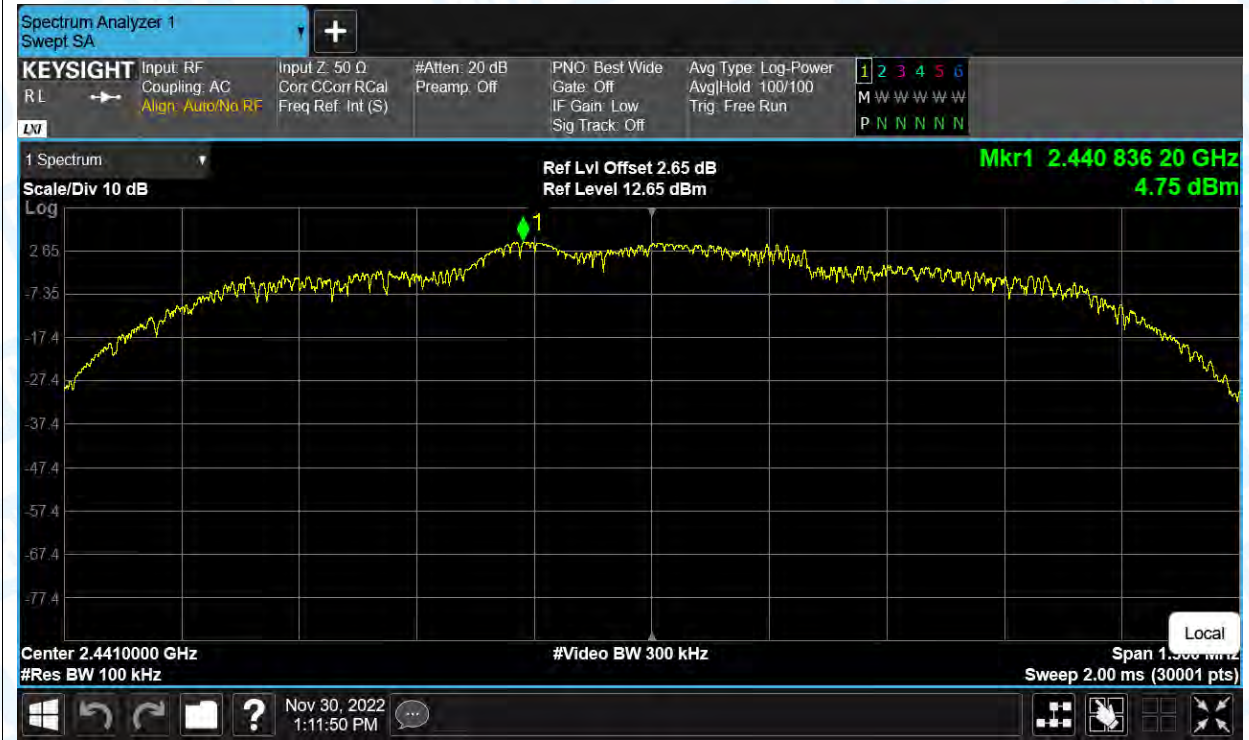 Spectrum Analyzer 1
Swept SA
+
KEYSIGHT
R L
LXI
Input: RF
Coupling: AC
Align: Auto/No RF
Input Z: 50 Ω
Corr CCorr RCal
Freq Ref: Int (S)
#Atten: 20 dB
Preamp: Off
PNO: Best Wide
Gate: Off
IF Gain: Low
Sig Track: Off
Avg Type: Log-Power
Avg|Hold: 100/100
Trig: Free Run
1 2 3 4 5 6
M W W W W W
P N N N N N
1 Spectrum
Scale/Div 10 dB
Log
Ref Lvl Offset 2.65 dB
Ref Level 12.65 dBm
Mkr1 2.440 836 20 GHz
4.75 dBm
1
2.65
-7.35
-17.4
-27.4
-37.4
-47.4
-57.4
-67.4
-77.4
Local
Center 2.4410000 GHz
#Video BW 300 kHz
Span
#Res BW 100 kHz
Sweep 2.00 ms (30001 pts)
?
Nov 30, 2022
1:11:50 PM